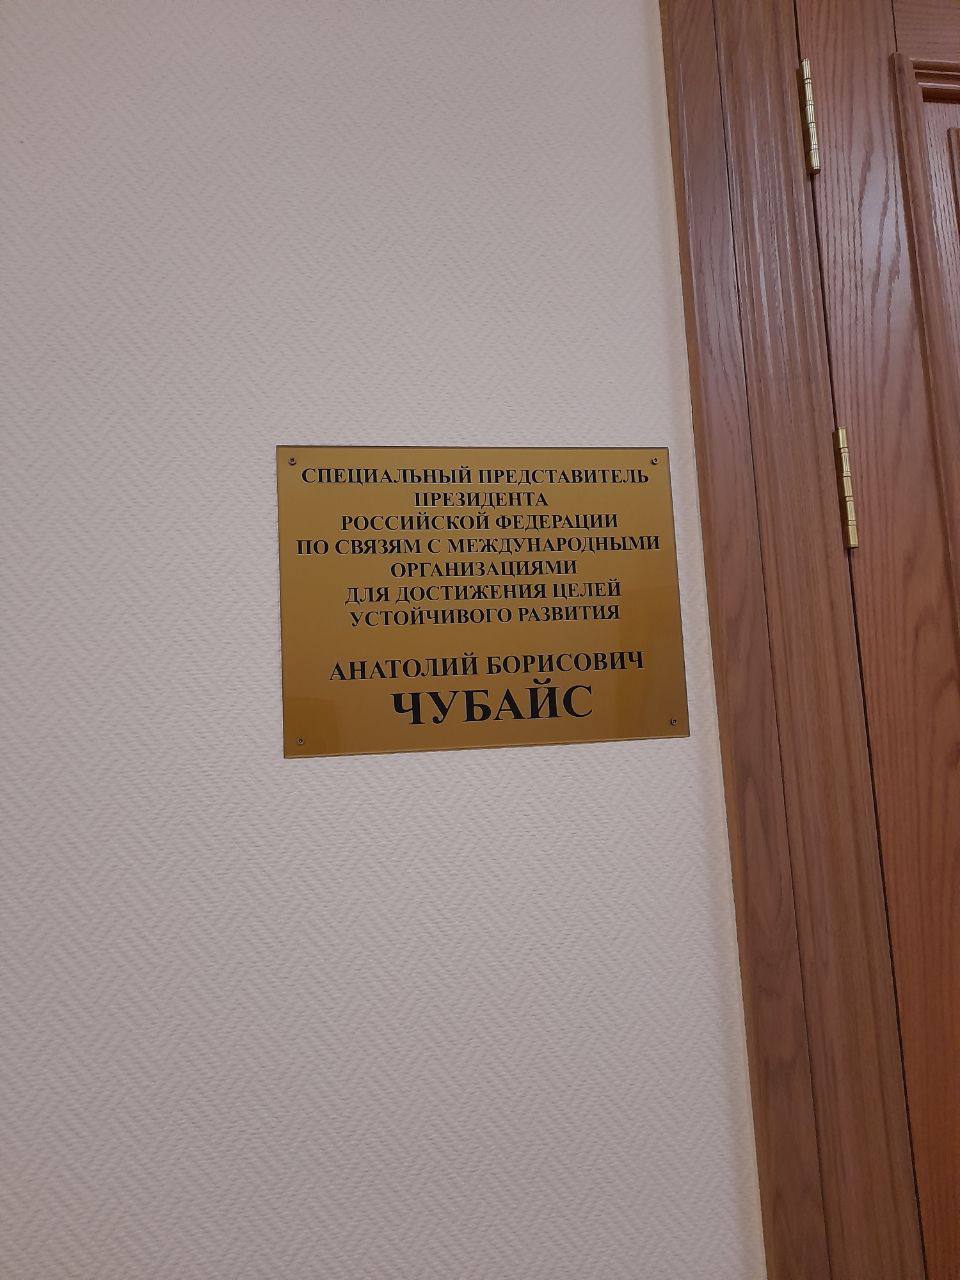 СПЕЦИАЛЬНЫЙ ПРЕДСТАВИТЕЛЬ
ПРЕЗИДЕНТА
РОССИЙСКОЙ ФЕДЕРАЦИИ
ПО СВЯЗЯМ С МЕЖДУНАРОДНЫМИ
ОРГАНИЗАЦИЯМИ
ДЛЯ ДОСТИЖЕНИЯ ЦЕЛЕЙ
УСТОЙЧИВОГО РАЗВИТИЯ
АНАТОЛИЙ БОРИСОВИЧ
ЧУБАЙС